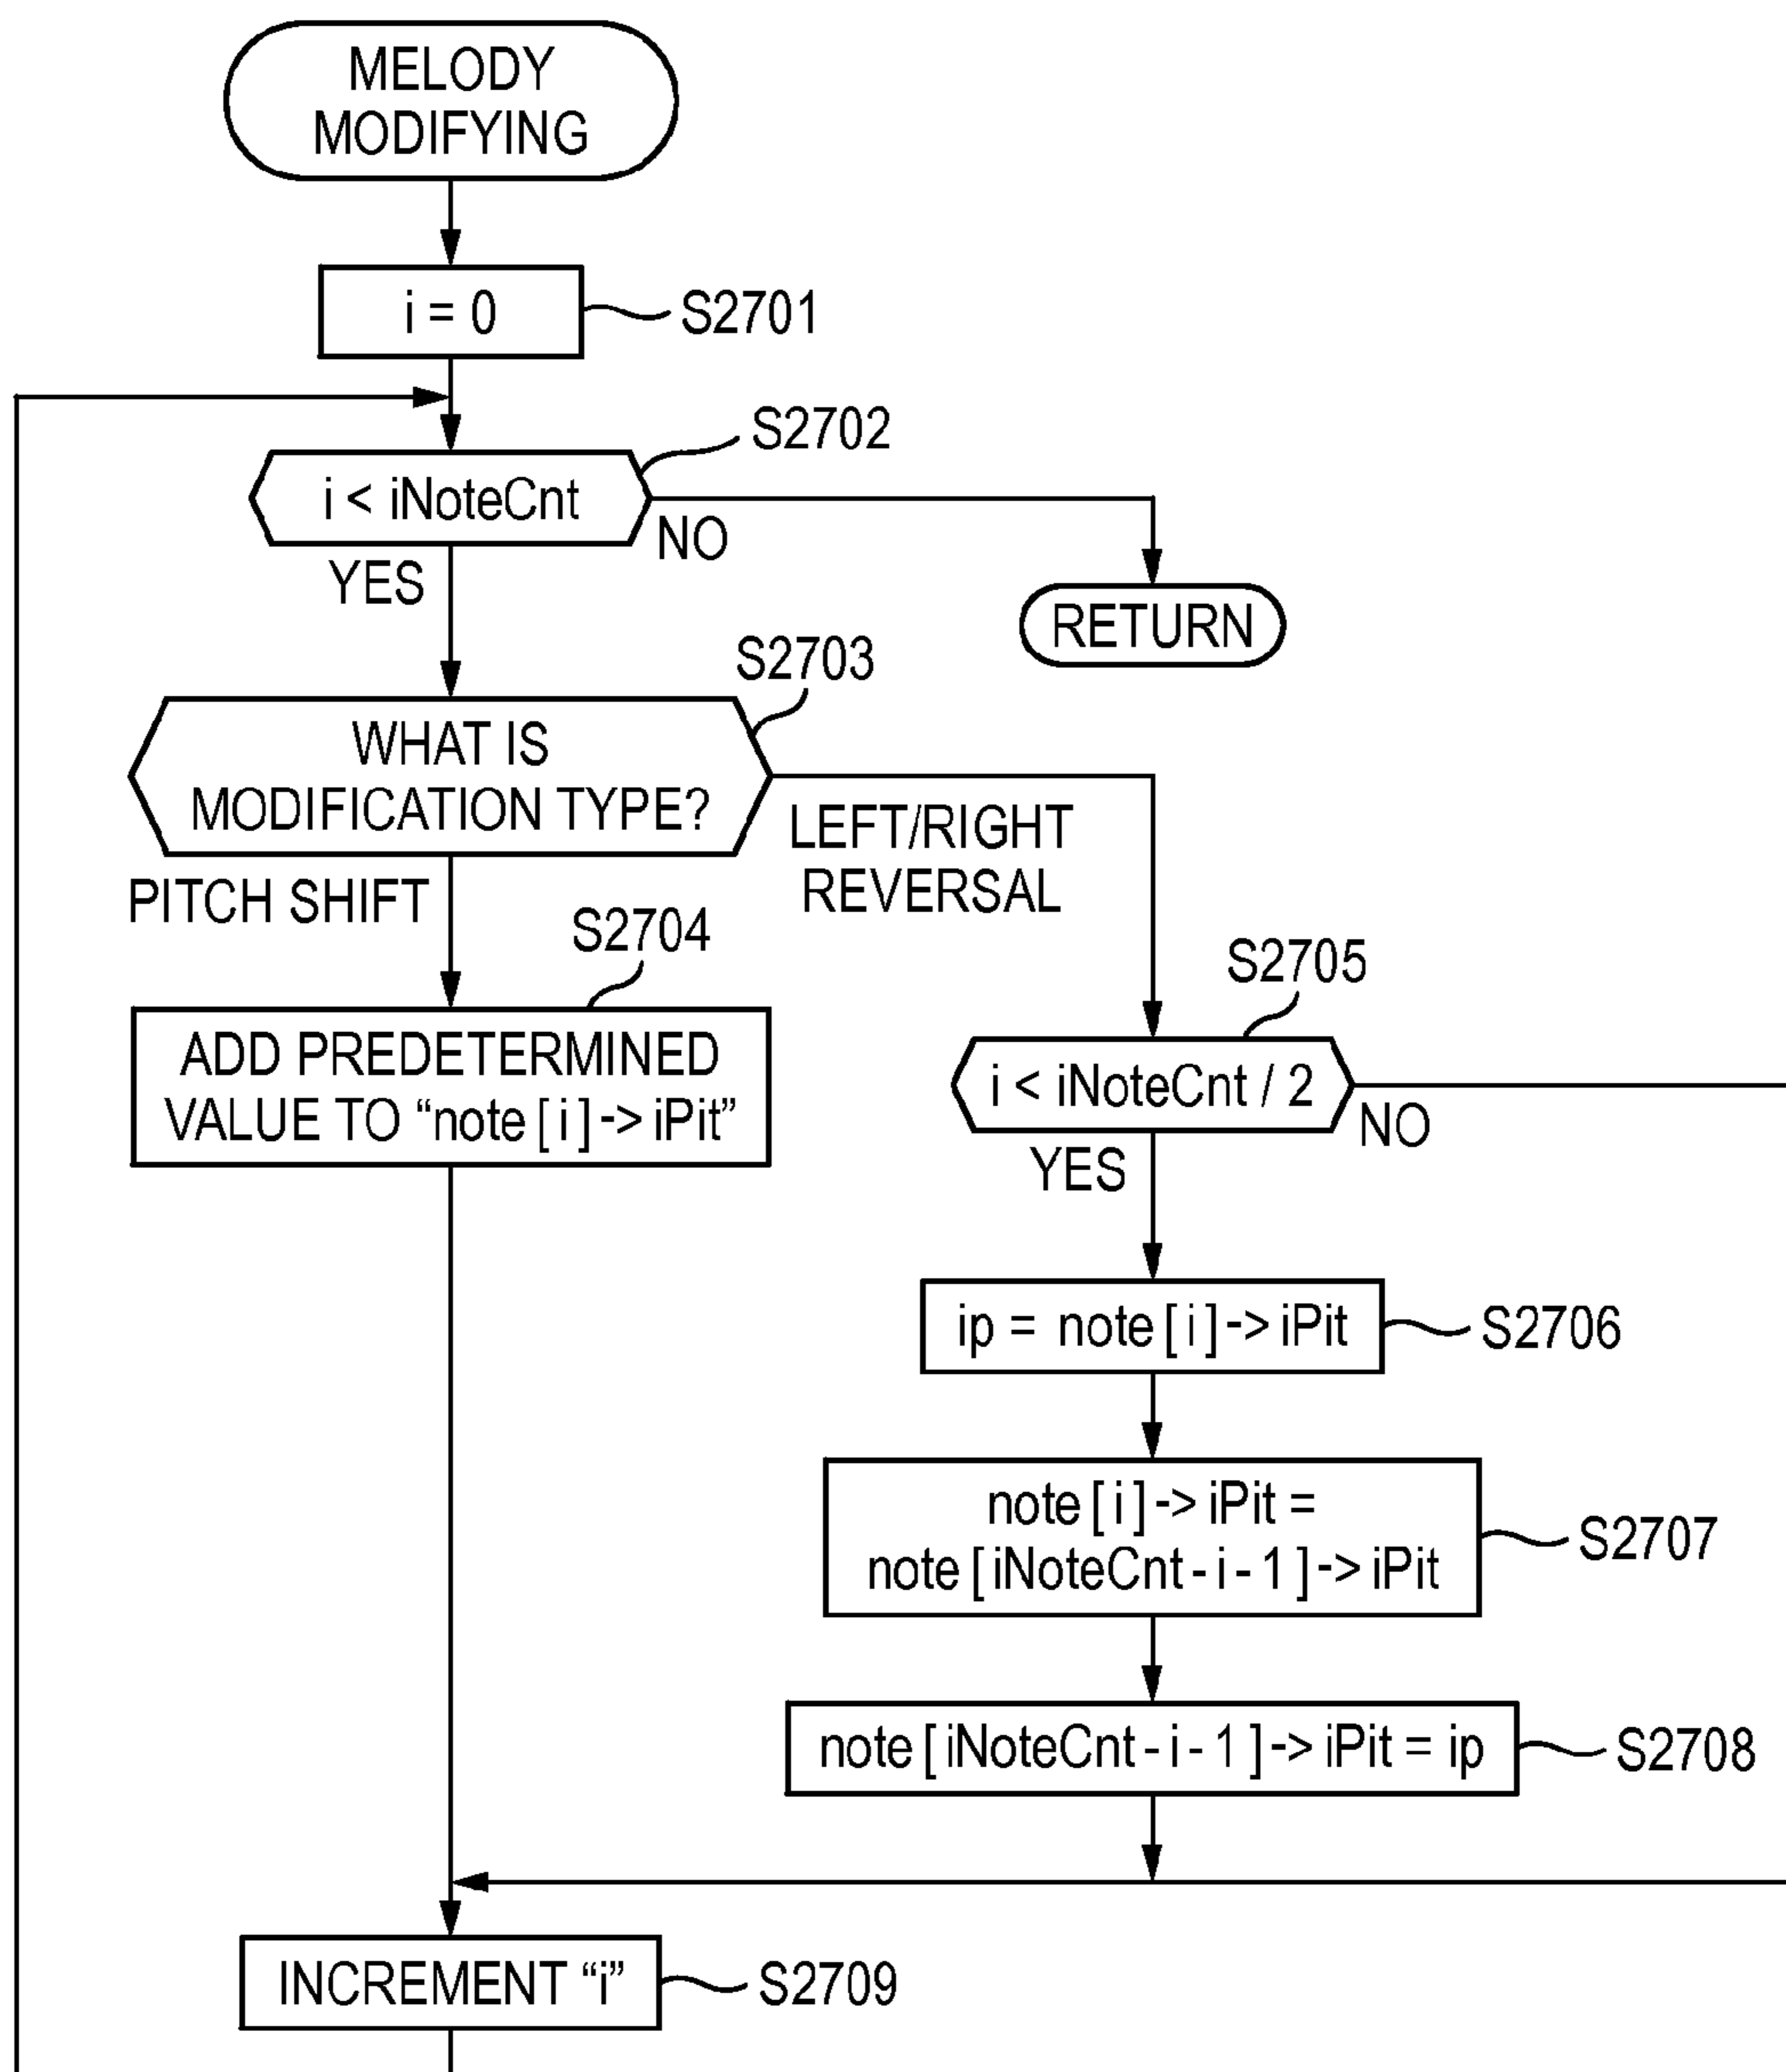 MELODY
MODIFYING
i = 0
S2701
S2702
i < iNoteCnt
NO
YES
RETURN
S2703
WHAT IS
MODIFICATION TYPE?
LEFT/RIGHT
REVERSAL
PITCH SHIFT
S2704
ADD PREDETERMINED
VALUE TO “note [ i ] -> iPit”
S2705
i < iNoteCnt / 2
NO
YES
ip = note [ i ] -> iPit
S2706
note [ i ] -> iPit =
note [ iNoteCnt - i - 1 ] -> iPit
S2707
note [ iNoteCnt - i - 1 ] -> iPit = ip
S2708
INCREMENT “i”
S2709